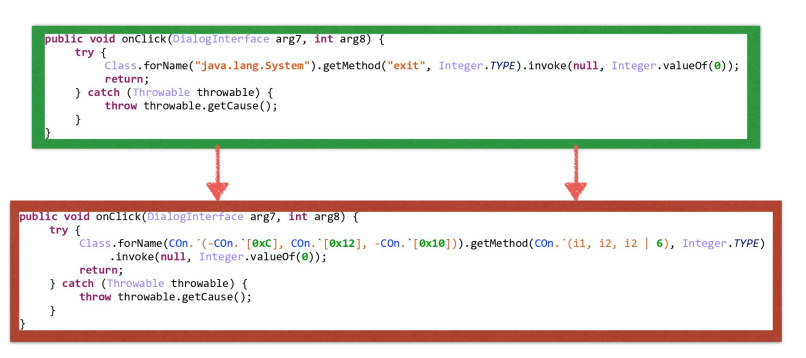 public void onClick(DialogInterface arg7, int arg8) {
try {
Class.forName("java.lang.System").getMethod("exit", Integer.TYPE).invoke(null, Integer.valueOf(0));
return;
} catch (Throwable throwable) {
throw throwable.getCause();
}
}
public void onClick(DialogInterface arg7, int arg8) {
try {
Class.forName(COn.´(-COn.`[0xC], COn.`[0x12], -COn.`[0x10])).getMethod(COn.´(i1, i2, i2 | 6), Integer.TYPE)
.invoke(null, Integer.valueOf(0));
return;
} catch (Throwable throwable) {
throw throwable.getCause();
}
}